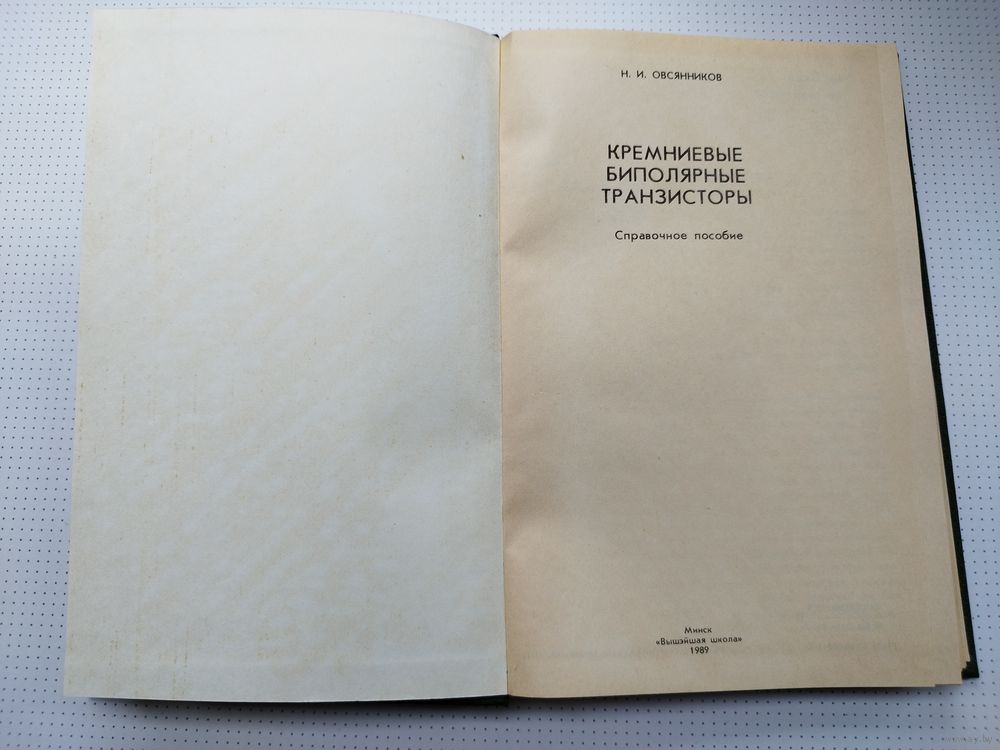 Н. И. ОВСЯННИКОВ
КРЕМНИЕВЫЕ
БИПОЛЯРНЫЕ
ТРАНЗИСТОРЫ
Справочное пособие
Минск
«Вышэйшая школа»
1989